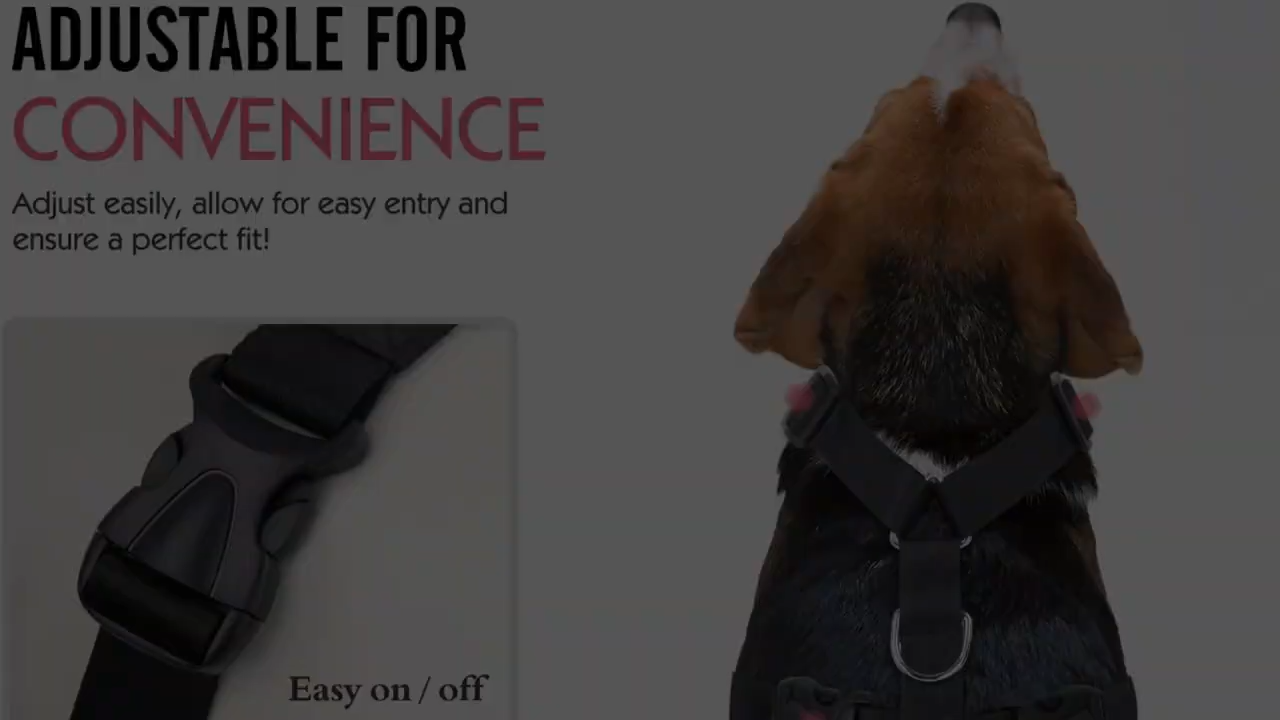 ADJUSTABLE FOR
CONVENIENCE
Adjust easily, allow for easy entry and
ensure a perfect fit!
Easy on / off